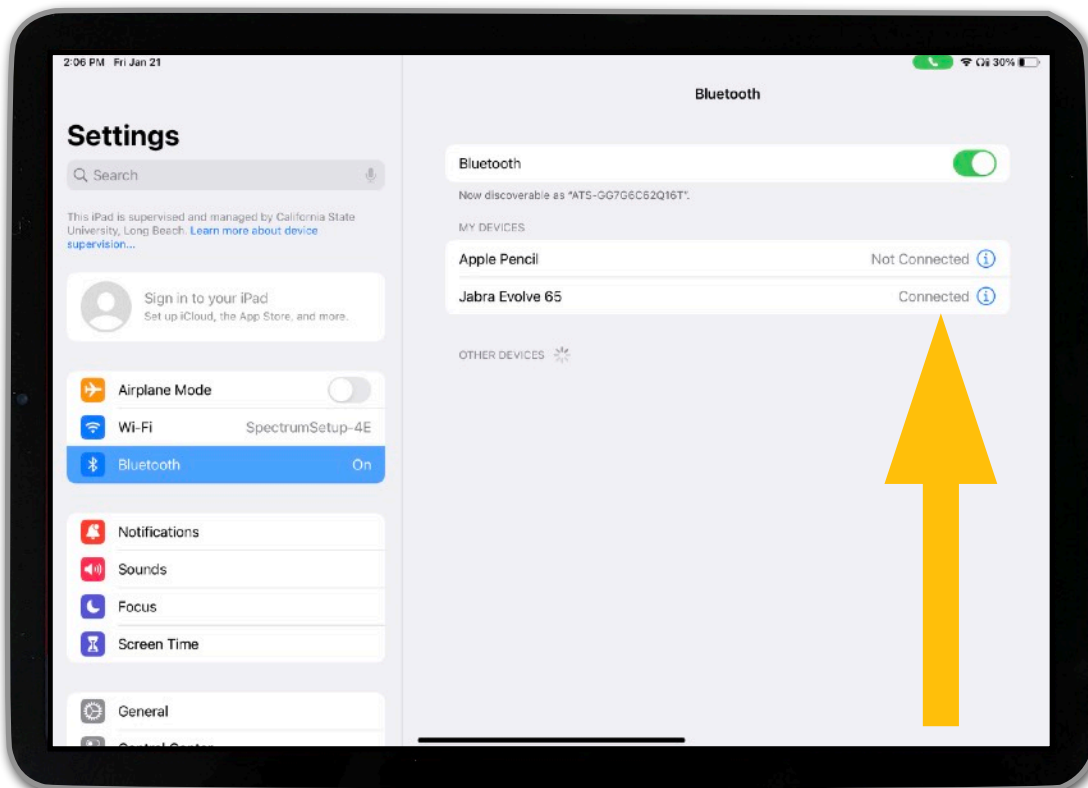 2:06 PM Fri Jan 21
30%
Settings
Search
This iPad is supervised and managed by California State
University, Long Beach. Learn more about device
supervision...
Sign in to your iPad
Set up iCloud, the App Store, and more.
Airplane Mode
Wi-Fi SpectrumSetup-4E
Bluetooth On
Notifications
Sounds
Focus
Screen Time
General
Control Center
Bluetooth
Bluetooth
Now discoverable as "ATS-GG7G6C62Q16T".
MY DEVICES
Apple Pencil Not Connected
Jabra Evolve 65 Connected
OTHER DEVICES